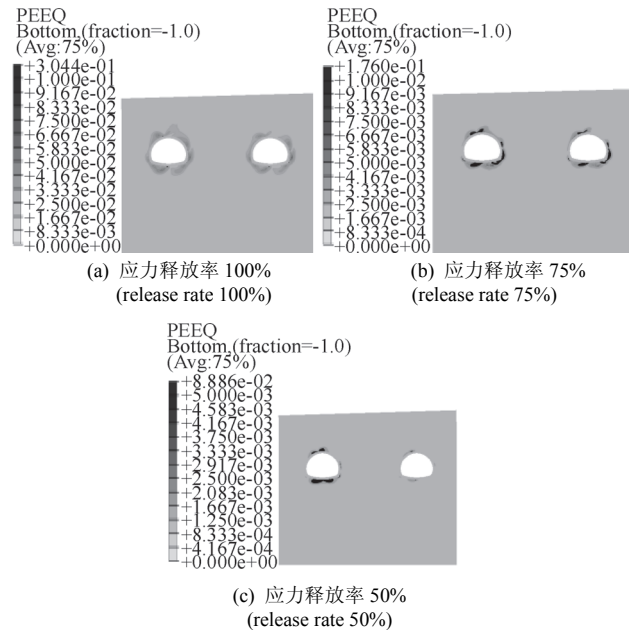 PEEQ
Bottom,(fraction=-1.0)
(Avg:75%)
+3.044e-01
+1.000e-01
+9.167e-02
+8.333e-02
+7.500e-02
+6.667e-02
+5.833e-02
+5.000e-02
+4.167e-02
+3.333e-02
+2.500e-02
+1.667e-02
+8.333e-03
+0.000e+00
(a) 应力释放率 100%
(release rate 100%)
PEEQ
Bottom,(fraction=-1.0)
(Avg:75%)
+1.760e-01
+1.000e-02
+9.167e-03
+8.333e-03
+7.500e-03
+6.667e-03
+5.833e-03
+5.000e-03
+4.167e-03
+3.333e-03
+2.500e-03
+1.667e-03
+8.333e-04
+0.000e+00
(b) 应力释放率 75%
(release rate 75%)
PEEQ
Bottom,(fraction=-1.0)
(Avg:75%)
+8.886e-02
+5.000e-03
+4.583e-03
+4.167e-03
+3.750e-03
+3.333e-03
+2.917e-03
+2.500e-03
+2.083e-03
+1.667e-03
+1.250e-03
+8.333e-04
+4.167e-04
+0.000e+00
(c) 应力释放率 50%
(release rate 50%)